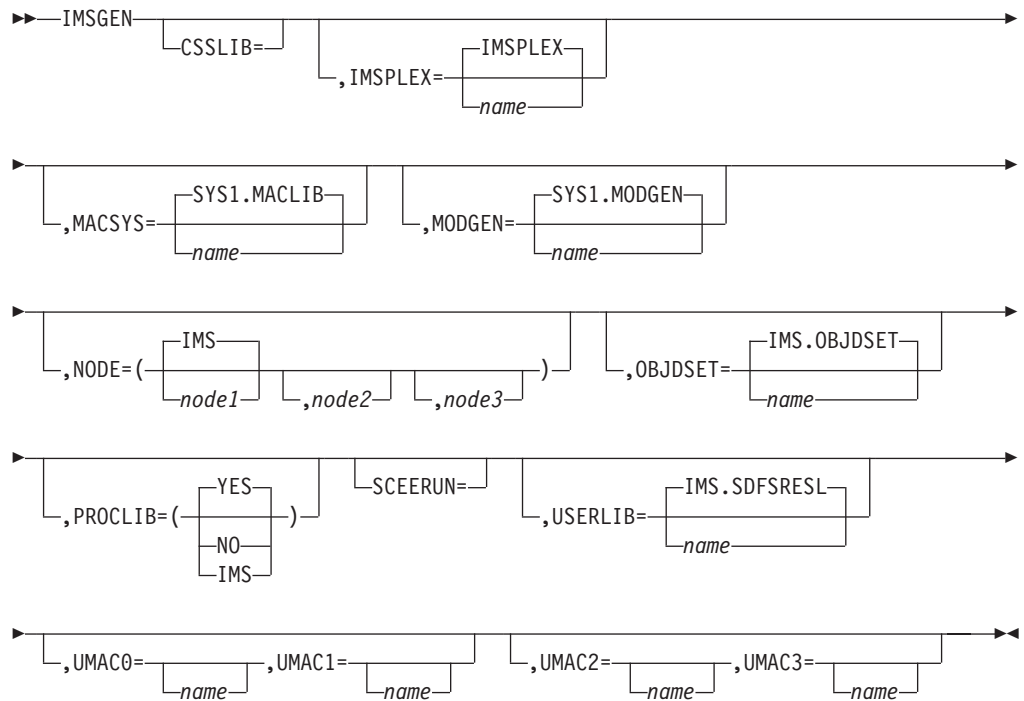 IMSGEN
CSSLIB=
,IMSPLEX=
IMSPLEX
name
,MACSYS=
SYS1.MACLIB
name
,MODGEN=
SYS1.MODGEN
name
,NODE=(
IMS
node1
,node2
,node3
)
,OBJDSET=
IMS.OBJDSET
name
,PROCLIB=(
YES
NO
IMS
)
SCEERUN=
,USERLIB=
IMS.SDFSRESL
name
,UMAC0=
name
,UMAC1=
name
,UMAC2=
name
,UMAC3=
name